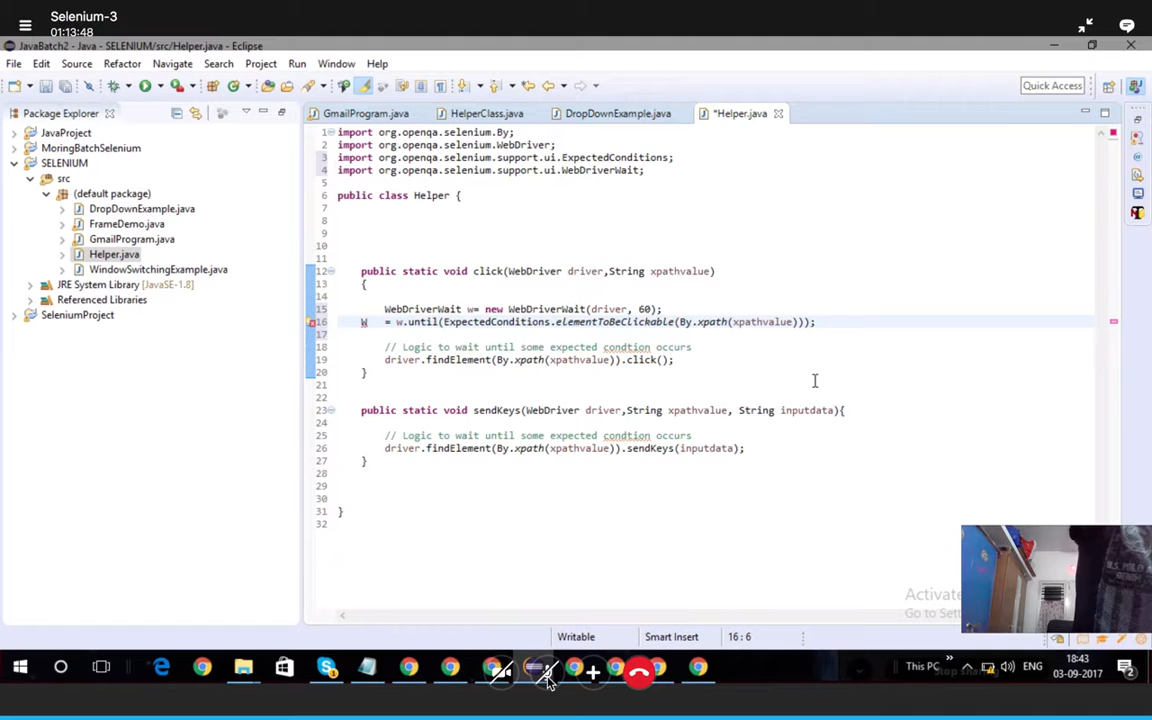 Selenium-3
01:13:48
JavaBatch2 - Java - SELENIUM/src/Helper.java - Eclipse
File Edit Source Refactor Navigate Search Project Run Window Help
Quick Access
Package Explorer
GmailProgram.java HelperClass.java DropDownExample.java *Helper.java
JavaProject
MoringBatchSelenium
SELENIUM
src
(default package)
DropDownExample.java
FrameDemo.java
GmailProgram.java
Helper.java
WindowSwitchingExample.java
JRE System Library [JavaSE-1.8]
Referenced Libraries
SeleniumProject
1 import org.openqa.selenium.By;
2 import org.openqa.selenium.WebDriver;
3 import org.openqa.selenium.support.ui.ExpectedConditions;
4 import org.openqa.selenium.support.ui.WebDriverWait;
5
6 public class Helper {
7
8
9
10
11
12 public static void click(WebDriver driver,String xpathvalue)
13 {
14
15 WebDriverWait w= new WebDriverWait(driver, 60);
16 W = w.until(ExpectedConditions.elementToBeClickable(By.xpath(xpathvalue)));
17
18 // Logic to wait until some expected condtion occurs
19 driver.findElement(By.xpath(xpathvalue)).click();
20 }
21
22
23 public static void sendKeys(WebDriver driver,String xpathvalue, String inputdata){
24
25 // Logic to wait until some expected condtion occurs
26 driver.findElement(By.xpath(xpathvalue)).sendKeys(inputdata);
27 }
28
29
30
31 }
32
Activate
Go to Set
Writable Smart Insert 16 : 6
This PC ENG 18:43
03-09-2017